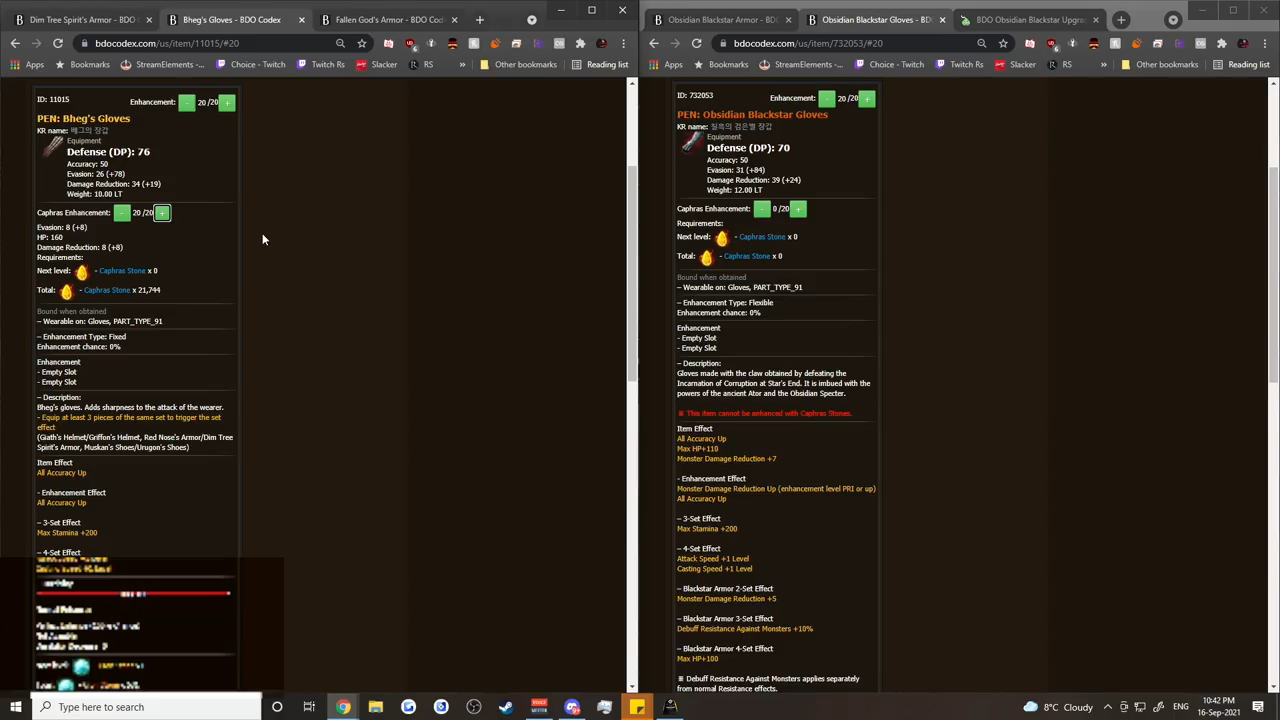 Dim Tree Spirit's Armor - BDO C
Bheg's Gloves - BDO Codex
Fallen God's Armor - BDO Codex
bdocodex.com/us/item/11015/#20
Apps
Bookmarks
StreamElements -...
Choice - Twitch
Twitch Rs
Slacker
RS
»
Other bookmarks
Reading list
ID: 11015
Enhancement: - 20 /20 +
PEN: Bheg's Gloves
KR name: 베그의 장갑
Equipment
Defense (DP): 76
Accuracy: 50
Evasion: 26 (+78)
Damage Reduction: 34 (+19)
Weight: 10.00 LT
Caphras Enhancement: - 20 /20 +
Evasion: 8 (+8)
HP: 160
Damage Reduction: 8 (+8)
Requirements:
Next level: - Caphras Stone x 0
Total: - Caphras Stone x 21,744
Bound when obtained
– Wearable on: Gloves, PART_TYPE_91
– Enhancement Type: Fixed
Enhancement chance: 0%
Enhancement
- Empty Slot
- Empty Slot
– Description:
Bheg's gloves. Adds sharpness to the attack of the wearer.
- Equip at least 3 pieces of the same set to trigger the set
effect
(Giath's Helmet/Griffon's Helmet, Red Nose's Armor/Dim Tree
Spirit's Armor, Muskan's Shoes/Urugon's Shoes)
Item Effect
All Accuracy Up
- Enhancement Effect
All Accuracy Up
– 3-Set Effect
Max Stamina +200
– 4-Set Effect
Obsidian Blackstar Armor - BDO
Obsidian Blackstar Gloves - BDO
BDO Obsidian Blackstar Upgrad
bdocodex.com/us/item/732053/#20
Apps
Bookmarks
StreamElements -...
Choice - Twitch
Twitch Rs
Slacker
RS
»
Other bookmarks
Reading list
ID: 732053
Enhancement: - 20/20 +
PEN: Obsidian Blackstar Gloves
KR name: 칠흑의 검은별 장갑
Equipment
Defense (DP): 70
Accuracy: 50
Evasion: 31 (+84)
Damage Reduction: 39 (+24)
Weight: 12.00 LT
Caphras Enhancement: - 0 /20 +
Requirements:
Next level: - Caphras Stone x 0
Total: - Caphras Stone x 0
Bound when obtained
– Wearable on: Gloves, PART_TYPE_91
– Enhancement Type: Flexible
Enhancement chance: 0%
Enhancement
- Empty Slot
- Empty Slot
– Description:
Gloves made with the claw obtained by defeating the
Incarnation of Corruption at Star's End. It is imbued with the
powers of the ancient Ator and the Obsidian Specter.
※ This item cannot be enhanced with Caphras Stones.
Item Effect
All Accuracy Up
Max HP+110
Monster Damage Reduction +7
- Enhancement Effect
Monster Damage Reduction Up (enhancement level PRI or up)
All Accuracy Up
– 3-Set Effect
Max Stamina +200
– 4-Set Effect
Attack Speed +1 Level
Casting Speed +1 Level
– Blackstar Armor 2-Set Effect
Monster Damage Reduction +5
– Blackstar Armor 3-Set Effect
Debuff Resistance Against Monsters +10%
– Blackstar Armor 4-Set Effect
Max HP+100
※ Debuff Resistance Against Monsters applies separately
from normal Resistance effects.
Type here to search
8°C Cloudy
10:42 PM
16-Sep-2021